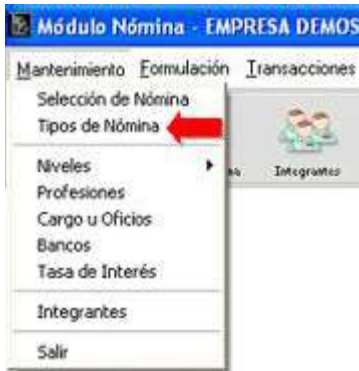 Módulo Nómina - EMPRESA DEMOS
Mantenimiento Formulación Transacciones
Selección de Nómina
Tipos de Nómina
Niveles
Profesiones
Cargo u Oficios
Bancos
Tasa de Interés
Integrantes
Salir
na Integrantes